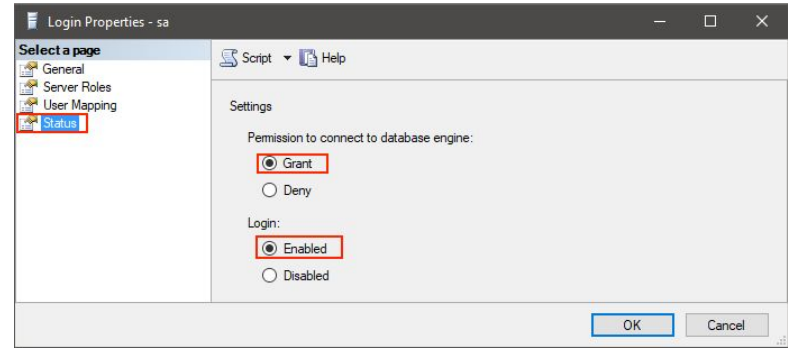 Login Properties - sa
Select a page
General
Server Roles
User Mapping
Status
Script
Help
Settings
Permission to connect to database engine:
Grant
Deny
Login:
Enabled
Disabled
OK
Cancel